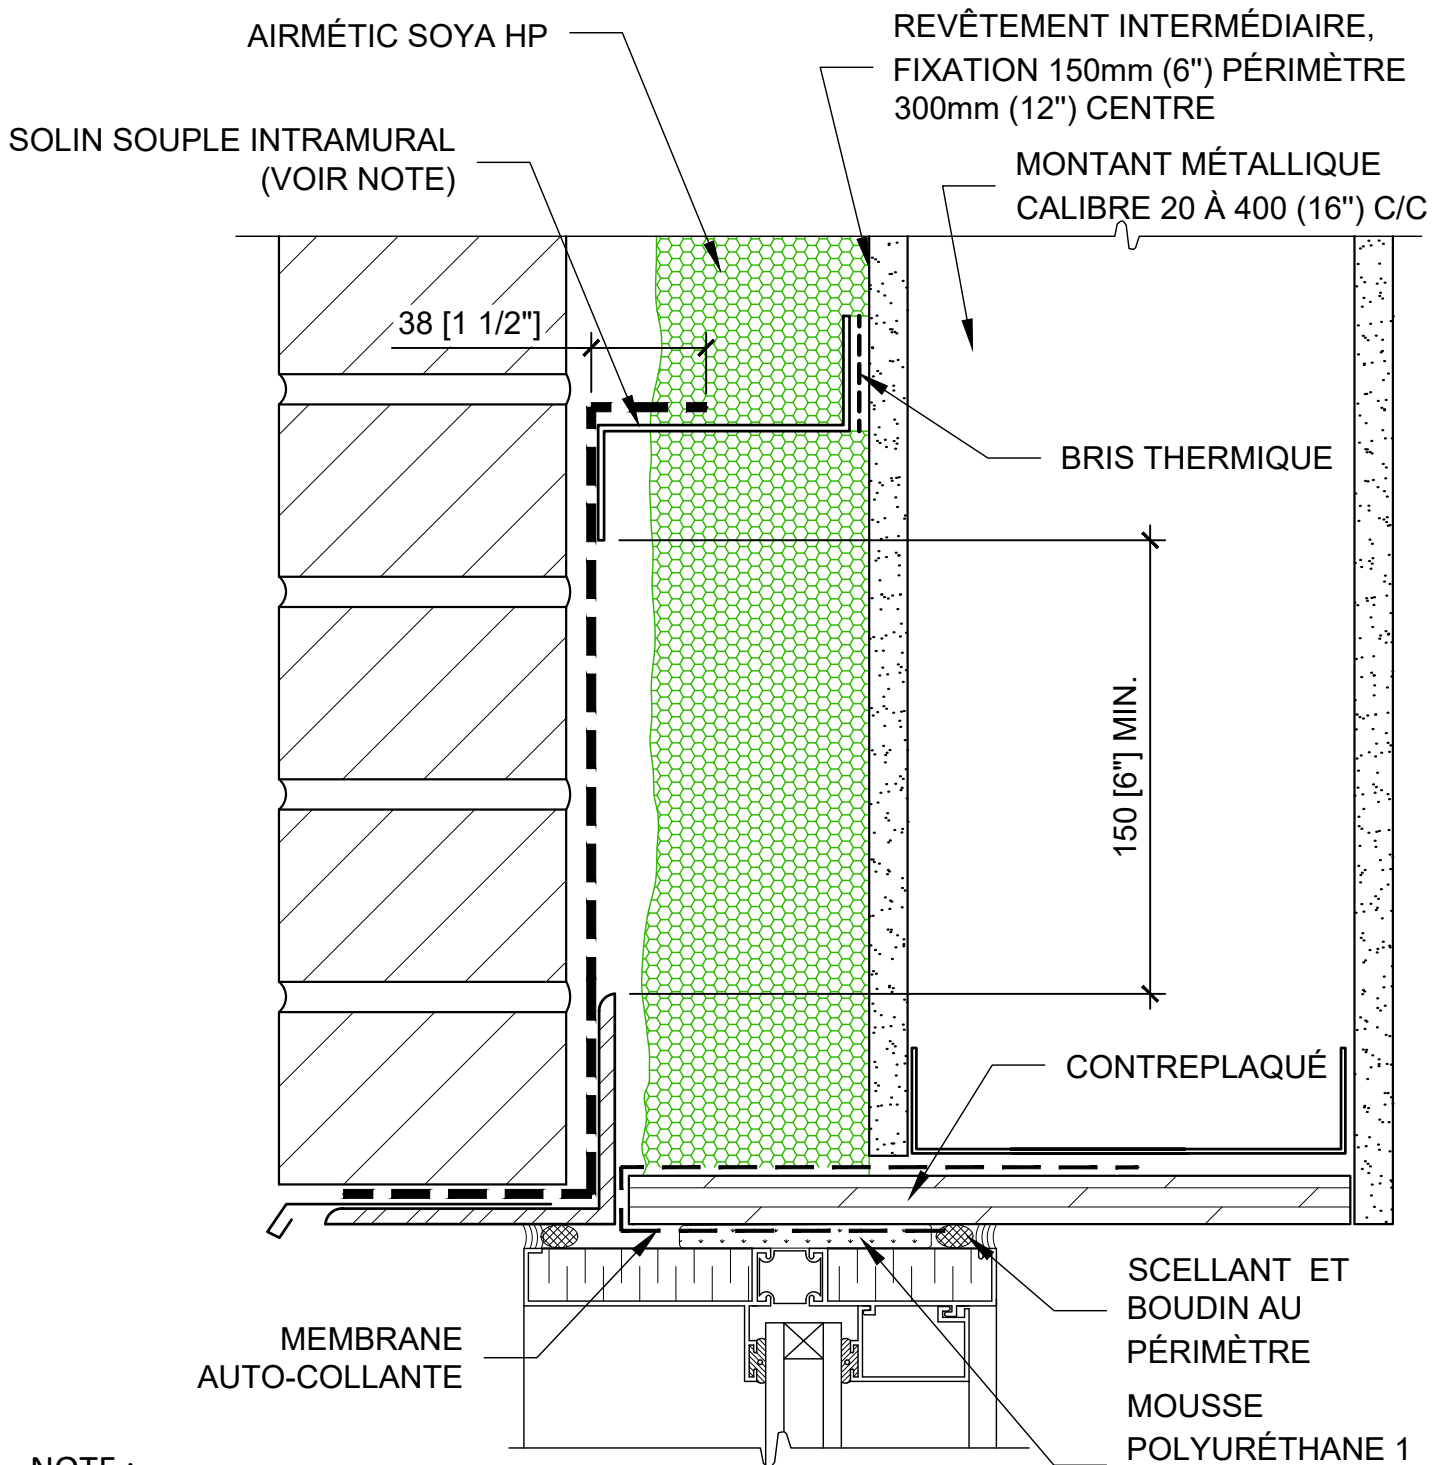 AIRMÉTIC SOYA HP
REVÊTEMENT INTERMÉDIAIRE,
FIXATION 150mm (6") PÉRIMÈTRE
300mm (12") CENTRE
SOLIN SOUPLE INTRAMURAL
(VOIR NOTE)
MONTANT MÉTALLIQUE
CALIBRE 20 À 400 (16") C/C
38 [1 1/2"]
BRIS THERMIQUE
150 [6"] MIN.
CONTREPLAQUÉ
SCELLANT ET
BOUDIN AU
PÉRIMÈTRE
MEMBRANE
AUTO-COLLANTE
MOUSSE
POLYURÉTHANE 1
NOTE :